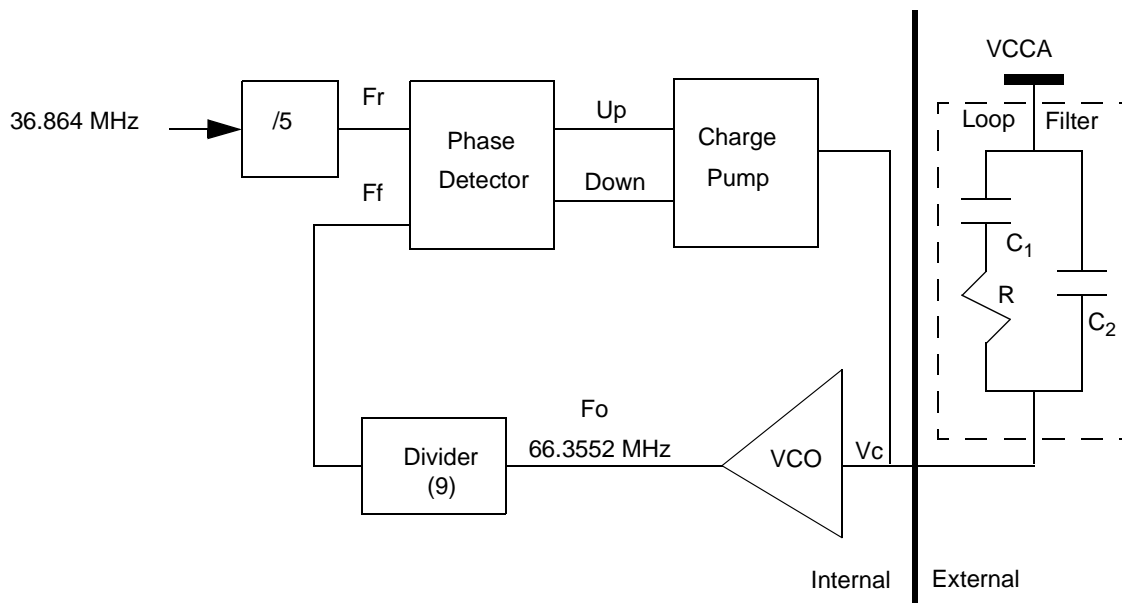 VCCA
Loop Filter
36.864 MHz
/5
Fr
Ff
Phase
Detector
Up
Down
Charge
Pump
C1
R
C2
Fo
66.3552 MHz
Divider
(9)
VCO
Vc
Internal
External